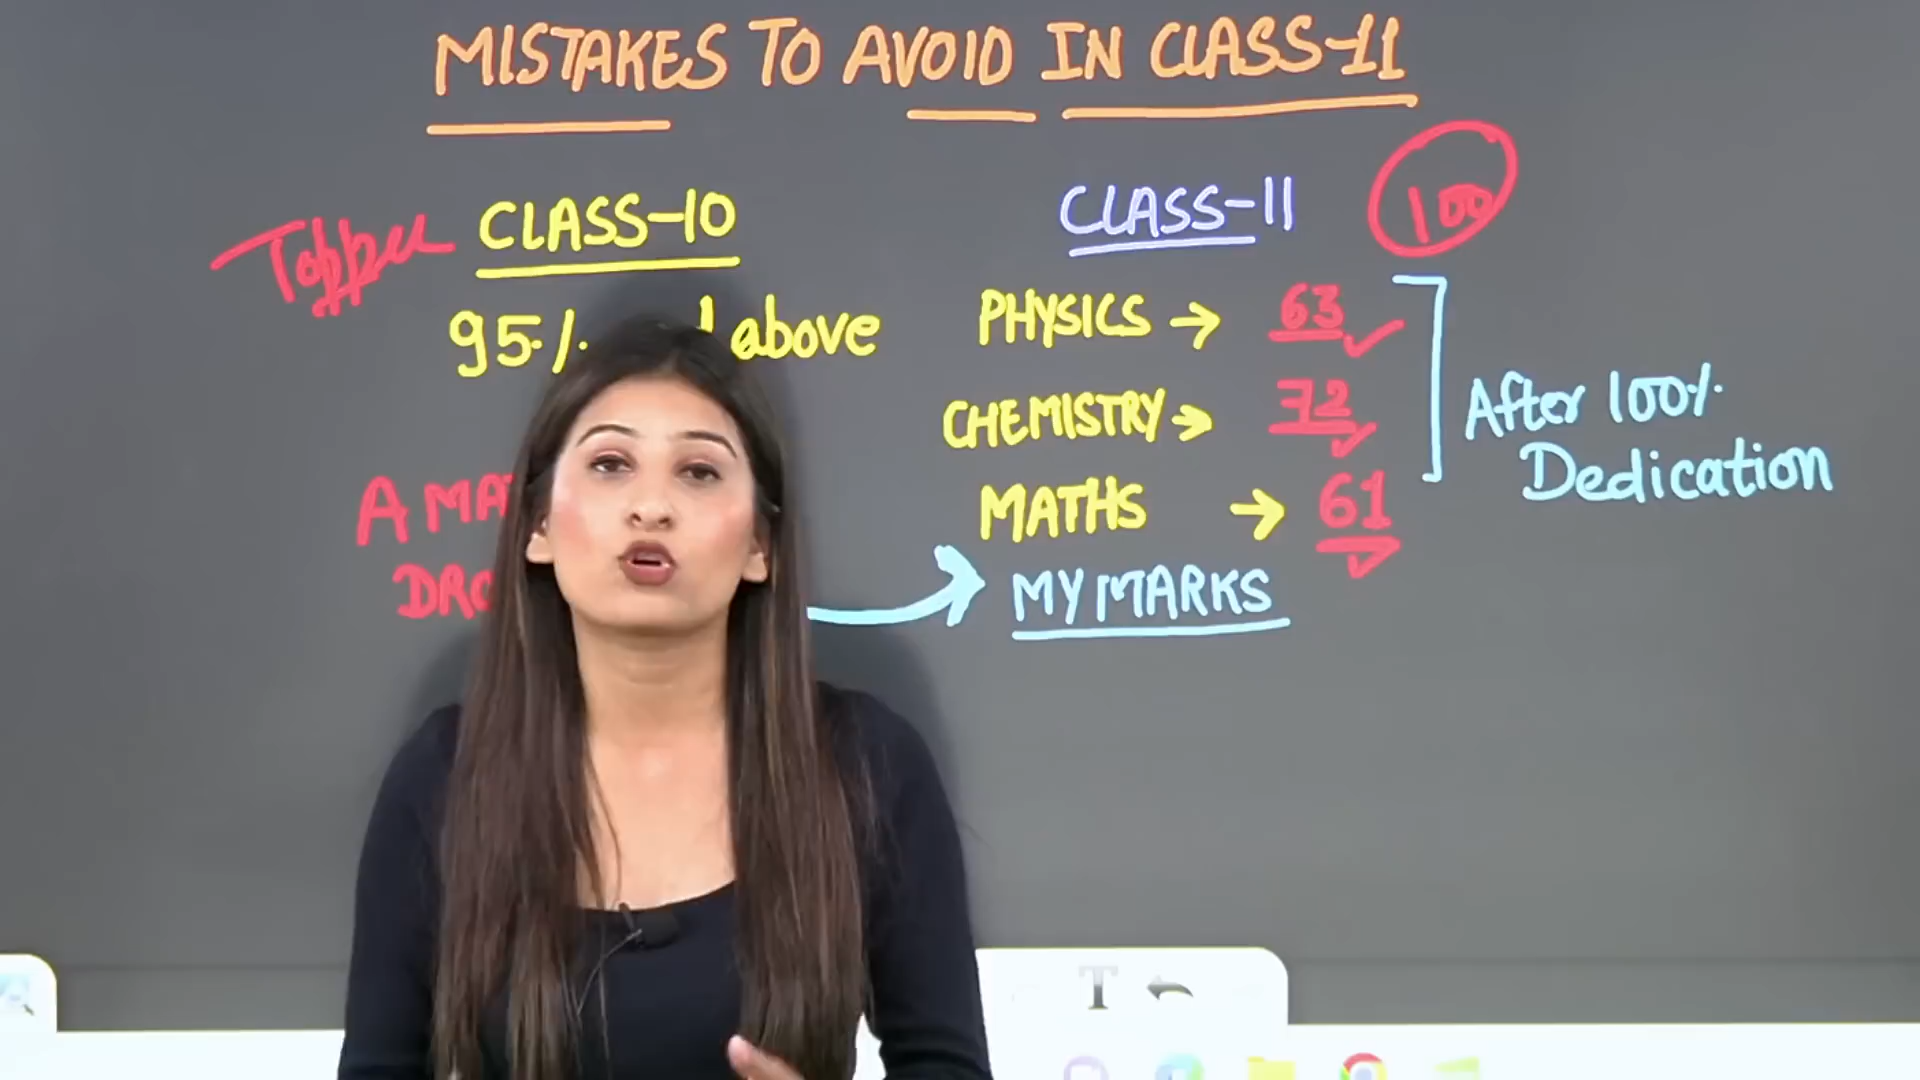 MISTAKES TO AVOID IN CLASS-11
Topper CLASS-10
95% above
A MA
DRO
CLASS-11
100
PHYSICS → 63
CHEMISTRY → 72
MATHS → 61
MY MARKS
After 100%
Dedication
T